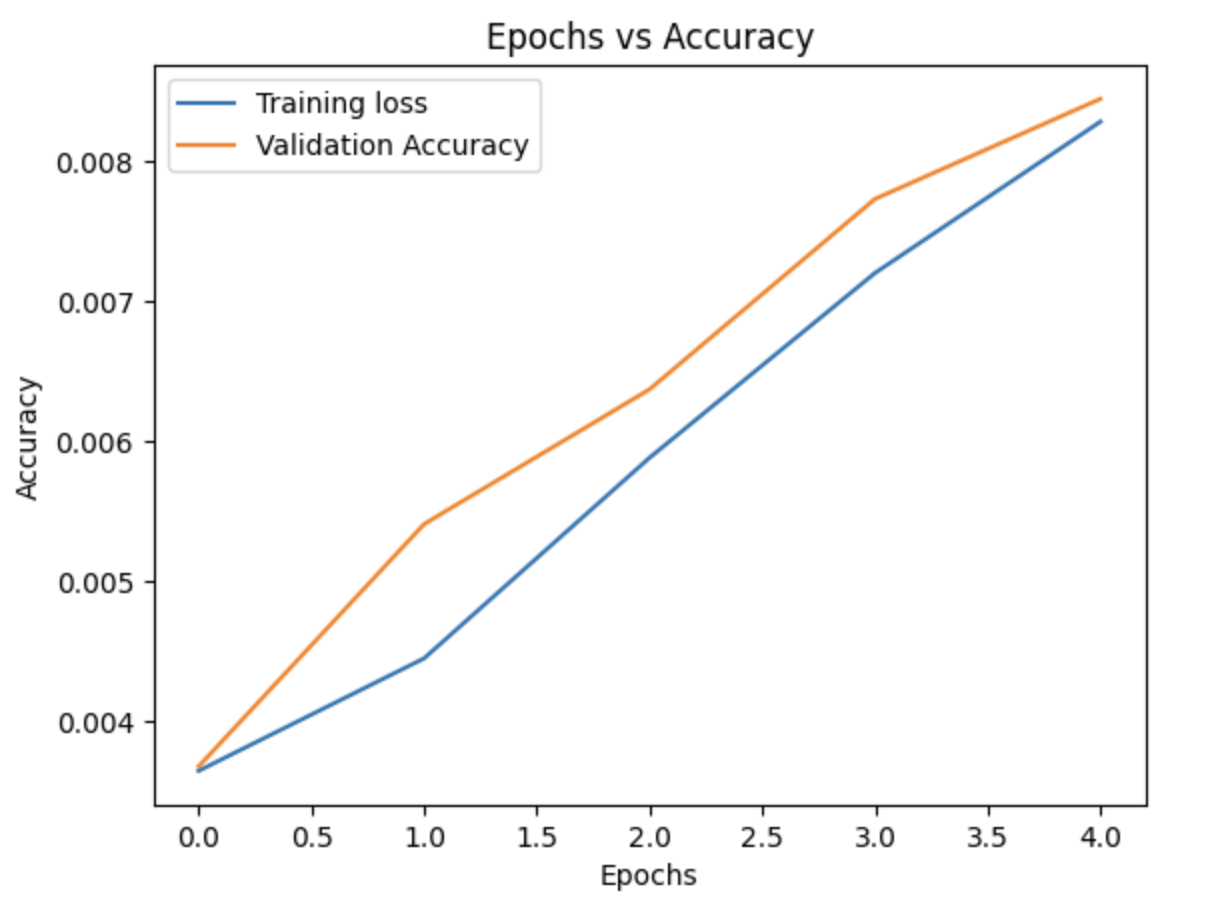 Epochs vs Accuracy
Training loss
Validation Accuracy
0.008
0.007
0.006
0.005
0.004
Accuracy
0.0 0.5 1.0 1.5 2.0 2.5 3.0 3.5 4.0
Epochs